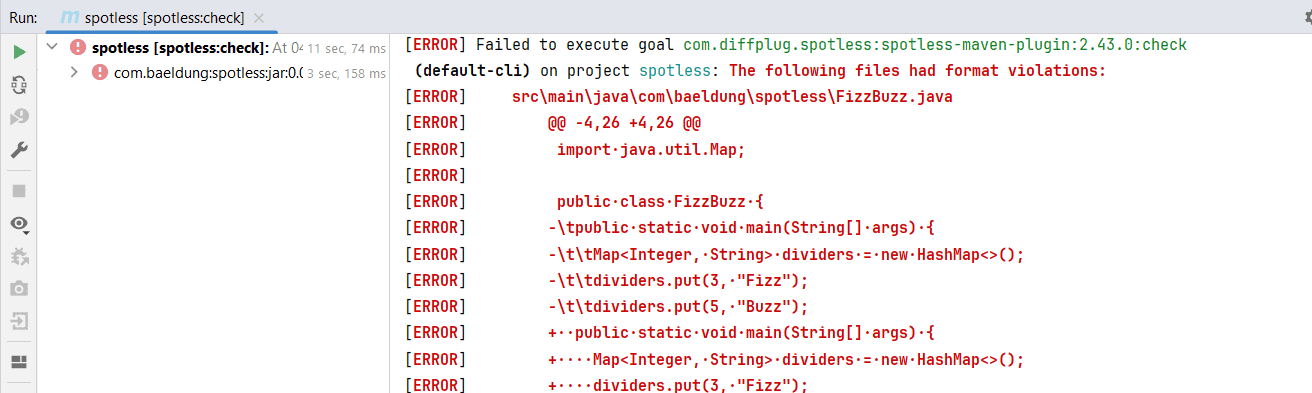 Run: m spotless [spotless:check] ×
spotless [spotless:check]: At 04 11 sec, 74 ms
com.baeldung:spotless:jar:0.0 3 sec, 158 ms
[ERROR] Failed to execute goal com.diffplug.spotless:spotless-maven-plugin:2.43.0:check
(default-cli) on project spotless: The following files had format violations:
[ERROR] src\main\java\com\baeldung\spotless\FizzBuzz.java
[ERROR] @@ -4,26 +4,26 @@
[ERROR] import·java.util.Map;
[ERROR]
[ERROR] public·class·FizzBuzz·{
[ERROR] -\tpublic·static·void·main(String[]·args)·{
[ERROR] -\t\tMap<Integer,·String>·dividers·=·new·HashMap<>();
[ERROR] -\t\tdividers.put(3,·"Fizz");
[ERROR] -\t\tdividers.put(5,·"Buzz");
[ERROR] +··public·static·void·main(String[]·args)·{
[ERROR] +····Map<Integer,·String>·dividers·=·new·HashMap<>();
[ERROR] +····dividers.put(3,·"Fizz");